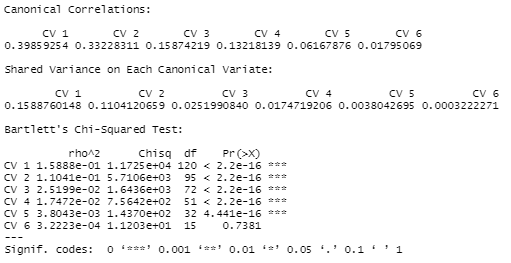 Canonical Correlations:
CV 1 CV 2 CV 3 CV 4 CV 5 CV 6
0.39859254 0.33228311 0.15874219 0.13218139 0.06167876 0.01795069
Shared Variance on Each Canonical Variate:
CV 1 CV 2 CV 3 CV 4 CV 5 CV 6
0.1588760148 0.1104120659 0.0251990840 0.0174719206 0.0038042695 0.0003222271
Bartlett's Chi-Squared Test:
rho^2 Chisq df Pr(>X)
CV 1 1.5888e-01 1.1725e+04 120 < 2.2e-16 ***
CV 2 1.1041e-01 5.7106e+03 95 < 2.2e-16 ***
CV 3 2.5199e-02 1.6436e+03 72 < 2.2e-16 ***
CV 4 1.7472e-02 7.5642e+02 51 < 2.2e-16 ***
CV 5 3.8043e-03 1.4370e+02 32 4.441e-16 ***
CV 6 3.2223e-04 1.1203e+01 15 0.7381
---
Signif. codes: 0 ‘***’ 0.001 ‘**’ 0.01 ‘*’ 0.05 ‘.’ 0.1 ‘ ’ 1